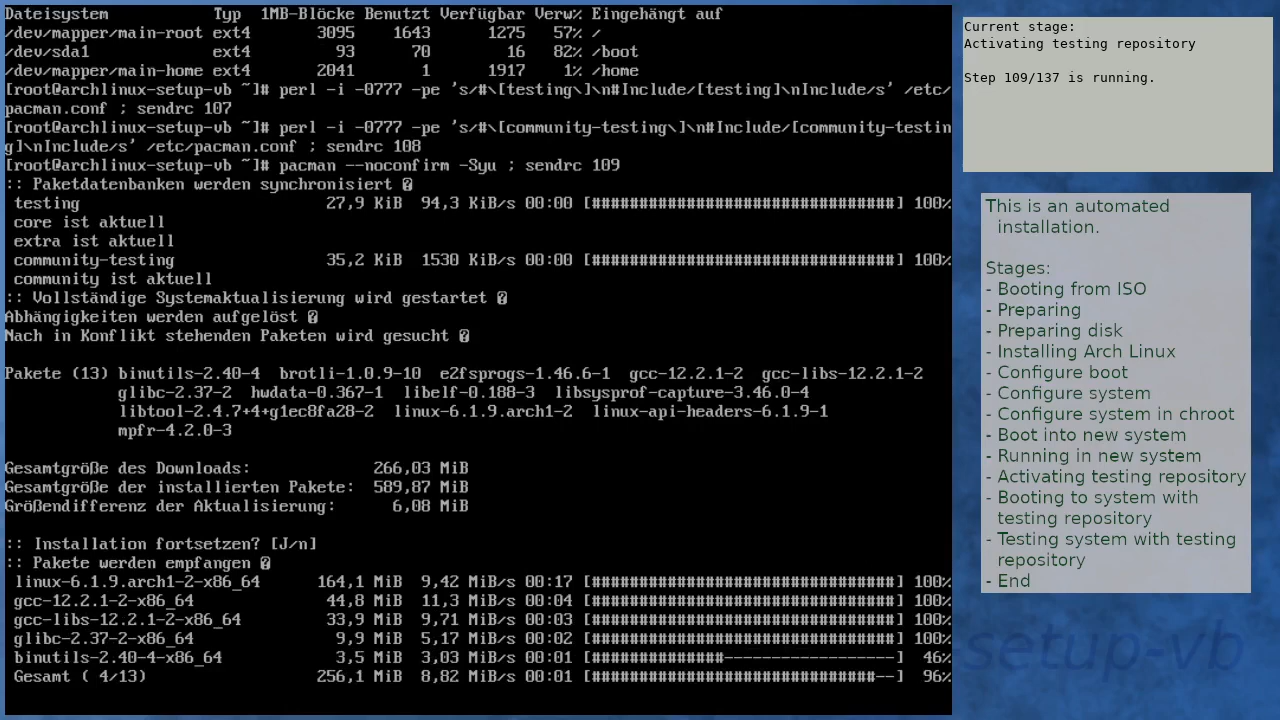 Dateisystem           Typ  1MB-Blöcke Benutzt Verfügbar Verw% Eingehängt auf
/dev/mapper/main-root ext4       3095    1643      1275   57% /
/dev/sda1             ext4         93      70        16   82% /boot
/dev/mapper/main-home ext4       2041       1      1917    1% /home
[root@archlinux-setup-vb ~]# perl -i -0777 -pe 's/#\[testing\]\n#Include/[testing]\nInclude/s' /etc/
pacman.conf ; sendrc 107
[root@archlinux-setup-vb ~]# perl -i -0777 -pe 's/#\[community-testing\]\n#Include/[community-testin
g]\nInclude/s' /etc/pacman.conf ; sendrc 108
[root@archlinux-setup-vb ~]# pacman --noconfirm -Syu ; sendrc 109
:: Paketdatenbanken werden synchronisiert �
 testing                          27,9 KiB  94,3 KiB/s 00:00 [################################] 100%
 core ist aktuell
 extra ist aktuell
 community-testing                35,2 KiB  1530 KiB/s 00:00 [################################] 100%
 community ist aktuell
:: Vollständige Systemaktualisierung wird gestartet �
Abhängigkeiten werden aufgelöst �
Nach in Konflikt stehenden Paketen wird gesucht �
Pakete (13) binutils-2.40-4  brotli-1.0.9-10  e2fsprogs-1.46.6-1  gcc-12.2.1-2  gcc-libs-12.2.1-2
            glibc-2.37-2  hwdata-0.367-1  libelf-0.188-3  libsysprof-capture-3.46.0-4
            libtool-2.4.7+4+g1ec8fa28-2  linux-6.1.9.arch1-2  linux-api-headers-6.1.9-1
            mpfr-4.2.0-3
Gesamtgröße des Downloads:             266,03 MiB
Gesamtgröße der installierten Pakete:  589,87 MiB
Größendifferenz der Aktualisierung:      6,08 MiB
:: Installation fortsetzen? [J/n]
:: Pakete werden empfangen �
 linux-6.1.9.arch1-2-x86_64      164,1 MiB  9,42 MiB/s 00:17 [################################] 100%
 gcc-12.2.1-2-x86_64              44,8 MiB  11,3 MiB/s 00:04 [################################] 100%
 gcc-libs-12.2.1-2-x86_64         33,9 MiB  9,71 MiB/s 00:03 [################################] 100%
 glibc-2.37-2-x86_64               9,9 MiB  5,17 MiB/s 00:02 [################################] 100%
 binutils-2.40-4-x86_64            3,5 MiB  3,03 MiB/s 00:01 [##############------------------]  46%
 Gesamt ( 4/13)                  256,1 MiB  8,82 MiB/s 00:01 [##############################--]  96%
Current stage:
Activating testing repository
Step 109/137 is running.
This is an automated
installation.
Stages:
- Booting from ISO
- Preparing
- Preparing disk
- Installing Arch Linux
- Configure boot
- Configure system
- Configure system in chroot
- Boot into new system
- Running in new system
- Activating testing repository
- Booting to system with
testing repository
- Testing system with testing
repository
- End
setup-vb